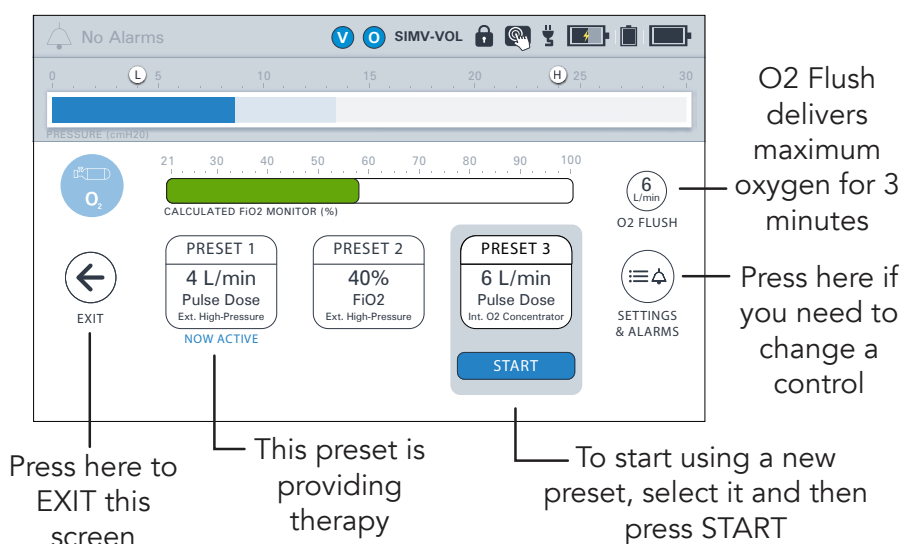 No Alarms
V O SIMV-VOL
0 L 5 10 15 20 H 25 30
PRESSURE (cmH20)
O2
21 30 40 50 60 70 80 90 100
CALCULATED FiO2 MONITOR (%)
6
L/min
O2 FLUSH
O2 Flush
delivers
maximum
oxygen for 3
minutes
EXIT
PRESET 1
4 L/min
Pulse Dose
Ext. High-Pressure
NOW ACTIVE
PRESET 2
40%
FiO2
Ext. High-Pressure
PRESET 3
6 L/min
Pulse Dose
Int. O2 Concentrator
START
SETTINGS
& ALARMS
Press here if
you need to
change a
control
Press here to
EXIT this
screen
This preset is
providing
therapy
To start using a new
preset, select it and then
press START